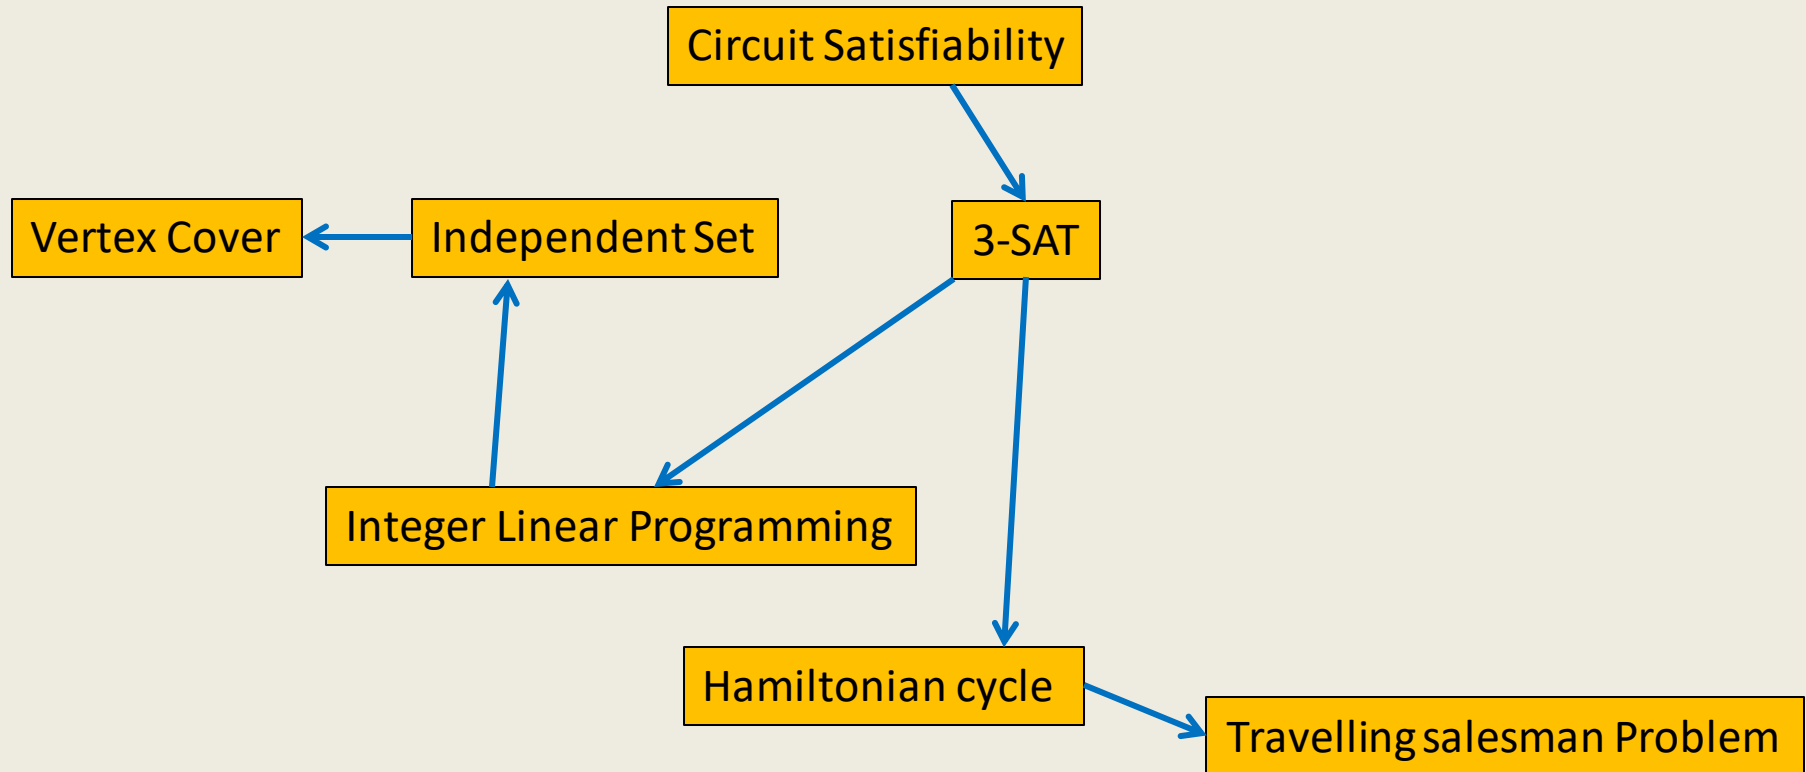 Circuit Satisfiability
Vertex Cover
Independent Set
3-SAT
Integer Linear Programming
Hamiltonian cycle
Travelling salesman Problem